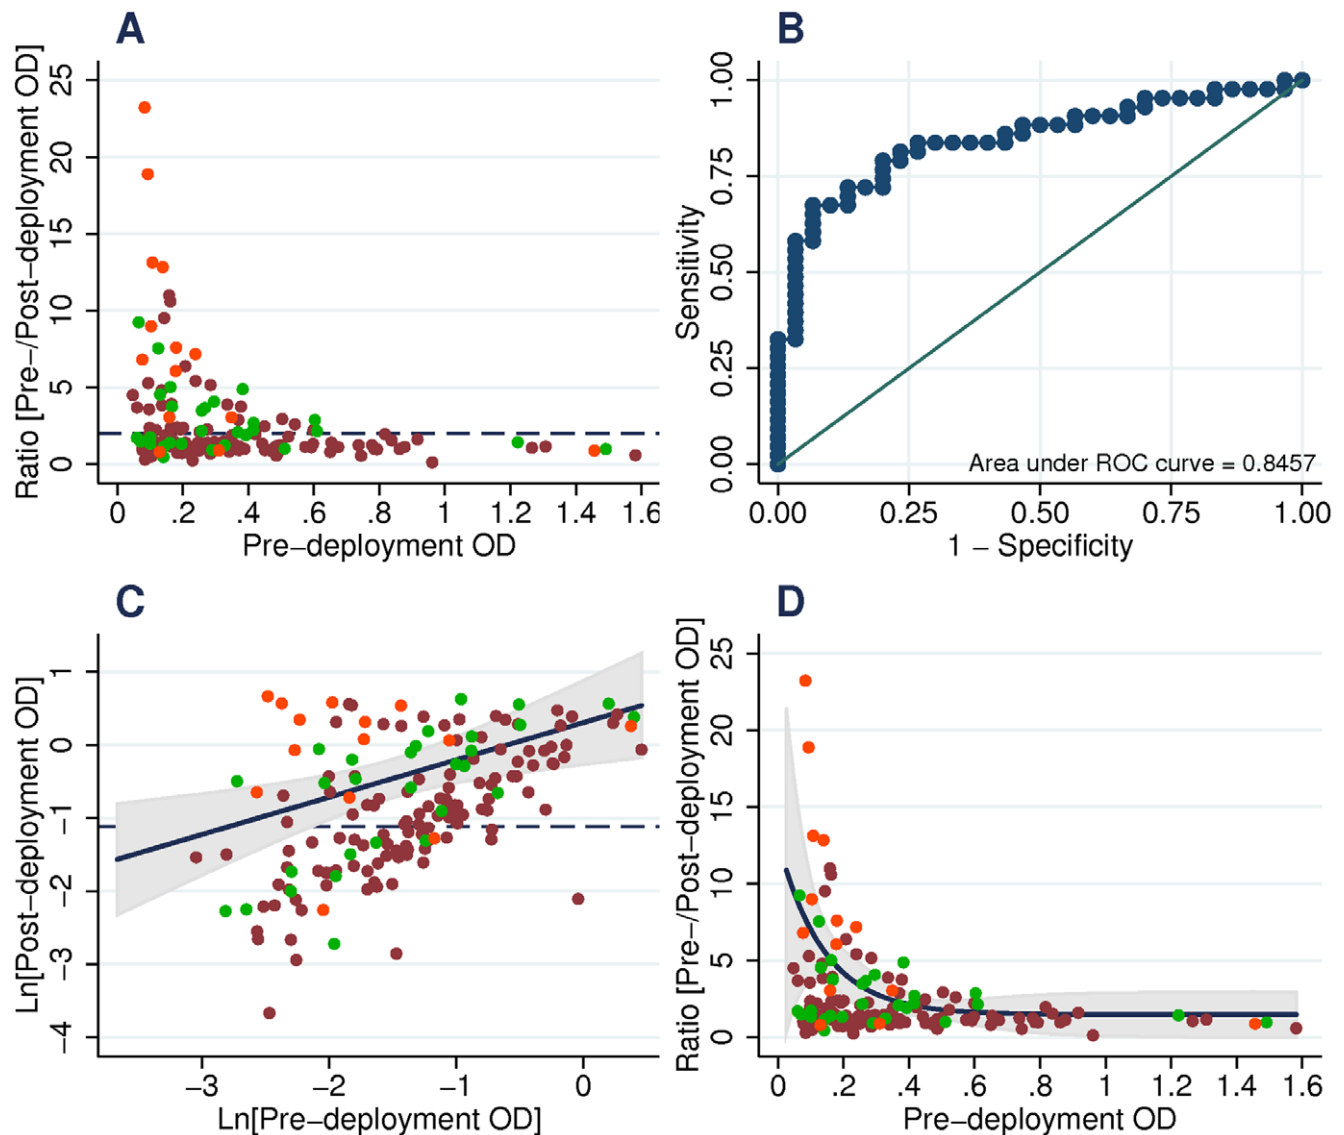 A
Ratio [Pre-/Post-deployment OD]
25
20
15
10
5
0
0 .2 .4 .6 .8 1 1.2 1.4 1.6
Pre-deployment OD
B
Sensitivity
1.00
0.75
0.50
0.25
0.00
Area under ROC curve = 0.8457
0.00 0.25 0.50 0.75 1.00
1 - Specificity
C
Ln[Post-deployment OD]
1
0
-1
-2
-3
-4
-3 -2 -1 0
Ln[Pre-deployment OD]
D
Ratio [Pre-/Post-deployment OD]
25
20
15
10
5
0
0 .2 .4 .6 .8 1 1.2 1.4 1.6
Pre-deployment OD